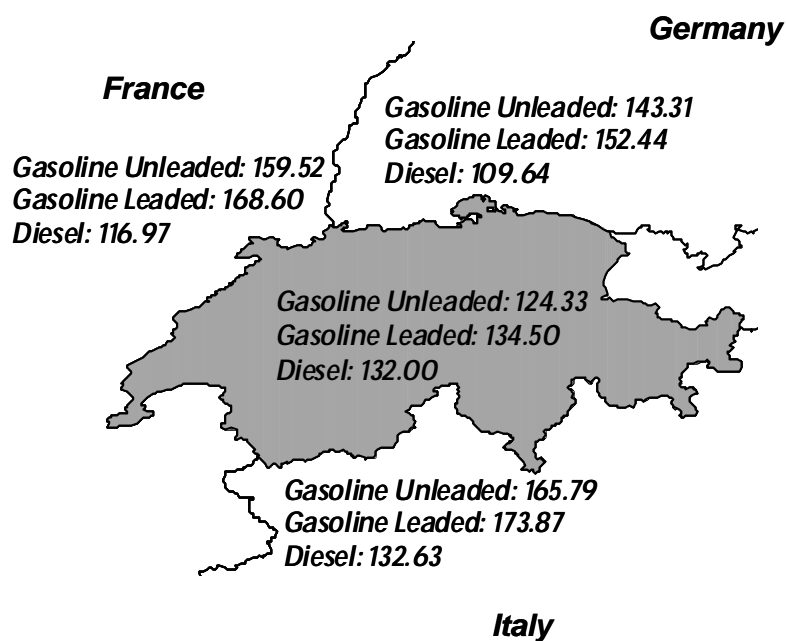 Germany
France
Gasoline Unleaded: 143.31
Gasoline Leaded: 152.44
Diesel: 109.64
Gasoline Unleaded: 159.52
Gasoline Leaded: 168.60
Diesel: 116.97
Gasoline Unleaded: 124.33
Gasoline Leaded: 134.50
Diesel: 132.00
Gasoline Unleaded: 165.79
Gasoline Leaded: 173.87
Diesel: 132.63
Italy